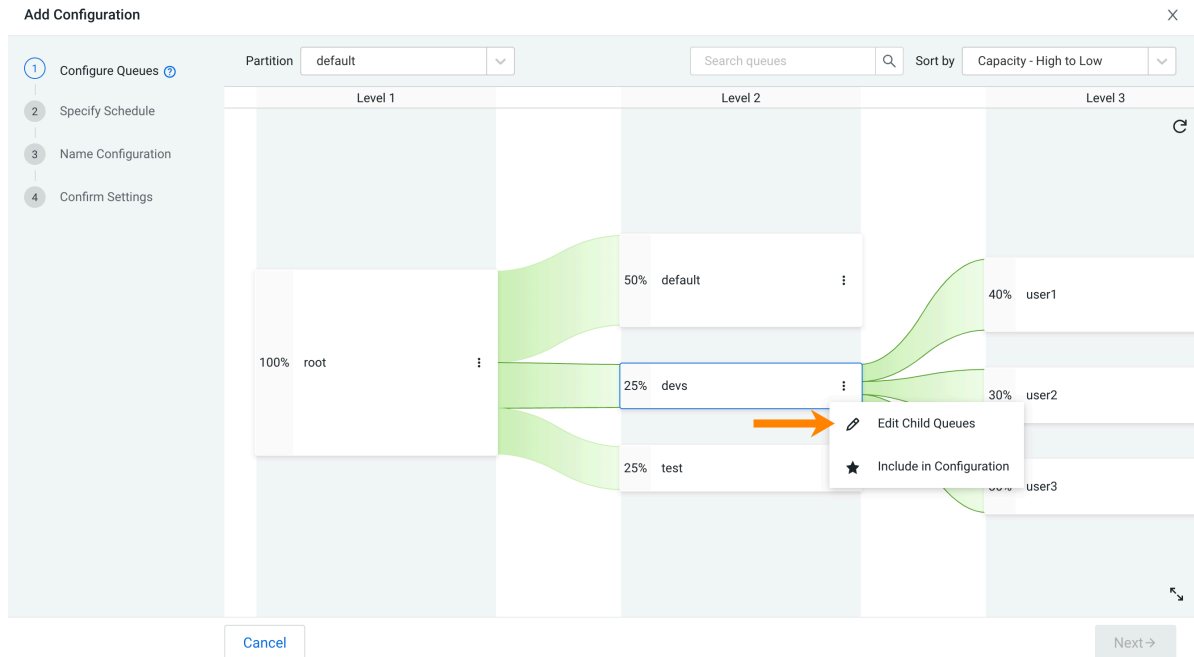 Add Configuration
1 Configure Queues ?
2 Specify Schedule
3 Name Configuration
4 Confirm Settings
Partition default
Search queues
Sort by Capacity - High to Low
Level 1 Level 2 Level 3
100% root
50% default
25% devs
25% test
40% user1
30% user2
user3
Edit Child Queues
Include in Configuration
Cancel
Next